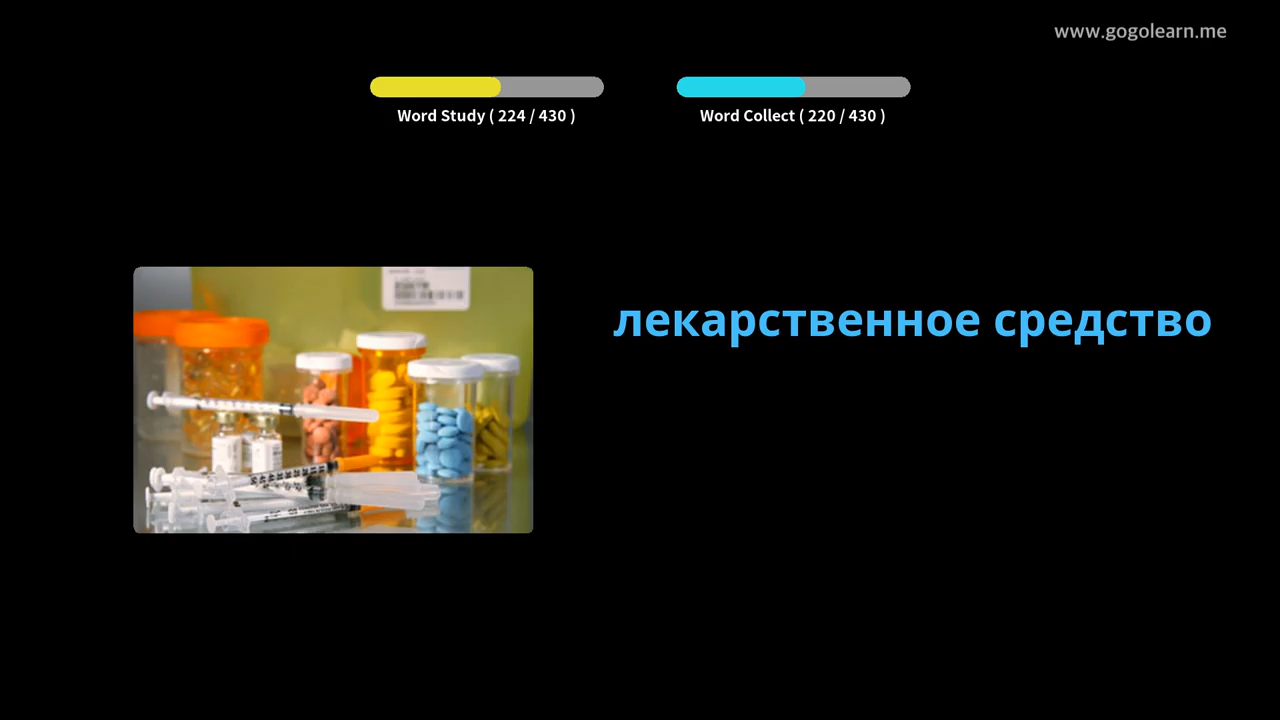 www.gogolearn.me
Word Study ( 224 / 430 )
Word Collect ( 220 / 430 )
лекарственное средство